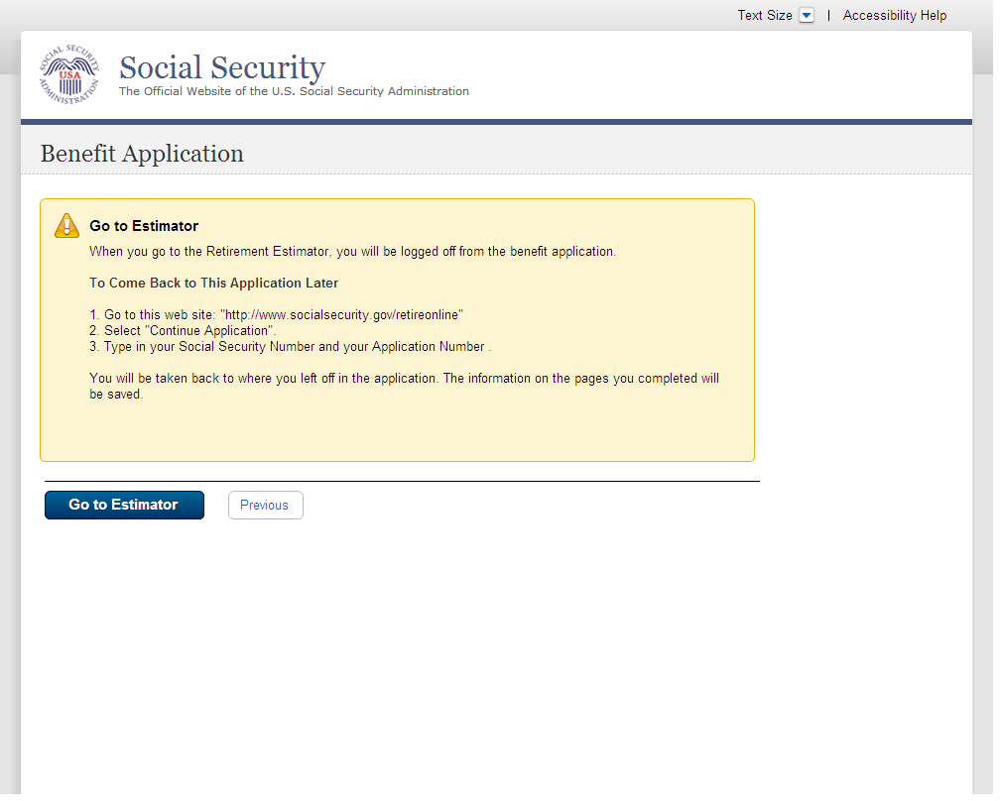 Text Size | Accessibility Help
SOCIAL SECURITY ADMINISTRATION
USA
Social Security
The Official Website of the U.S. Social Security Administration
Benefit Application
Go to Estimator
When you go to the Retirement Estimator, you will be logged off from the benefit application.
To Come Back to This Application Later
1. Go to this web site: "http://www.socialsecurity.gov/retireonline"
2. Select "Continue Application".
3. Type in your Social Security Number and your Application Number .
You will be taken back to where you left off in the application. The information on the pages you completed will
be saved.
Go to Estimator
Previous